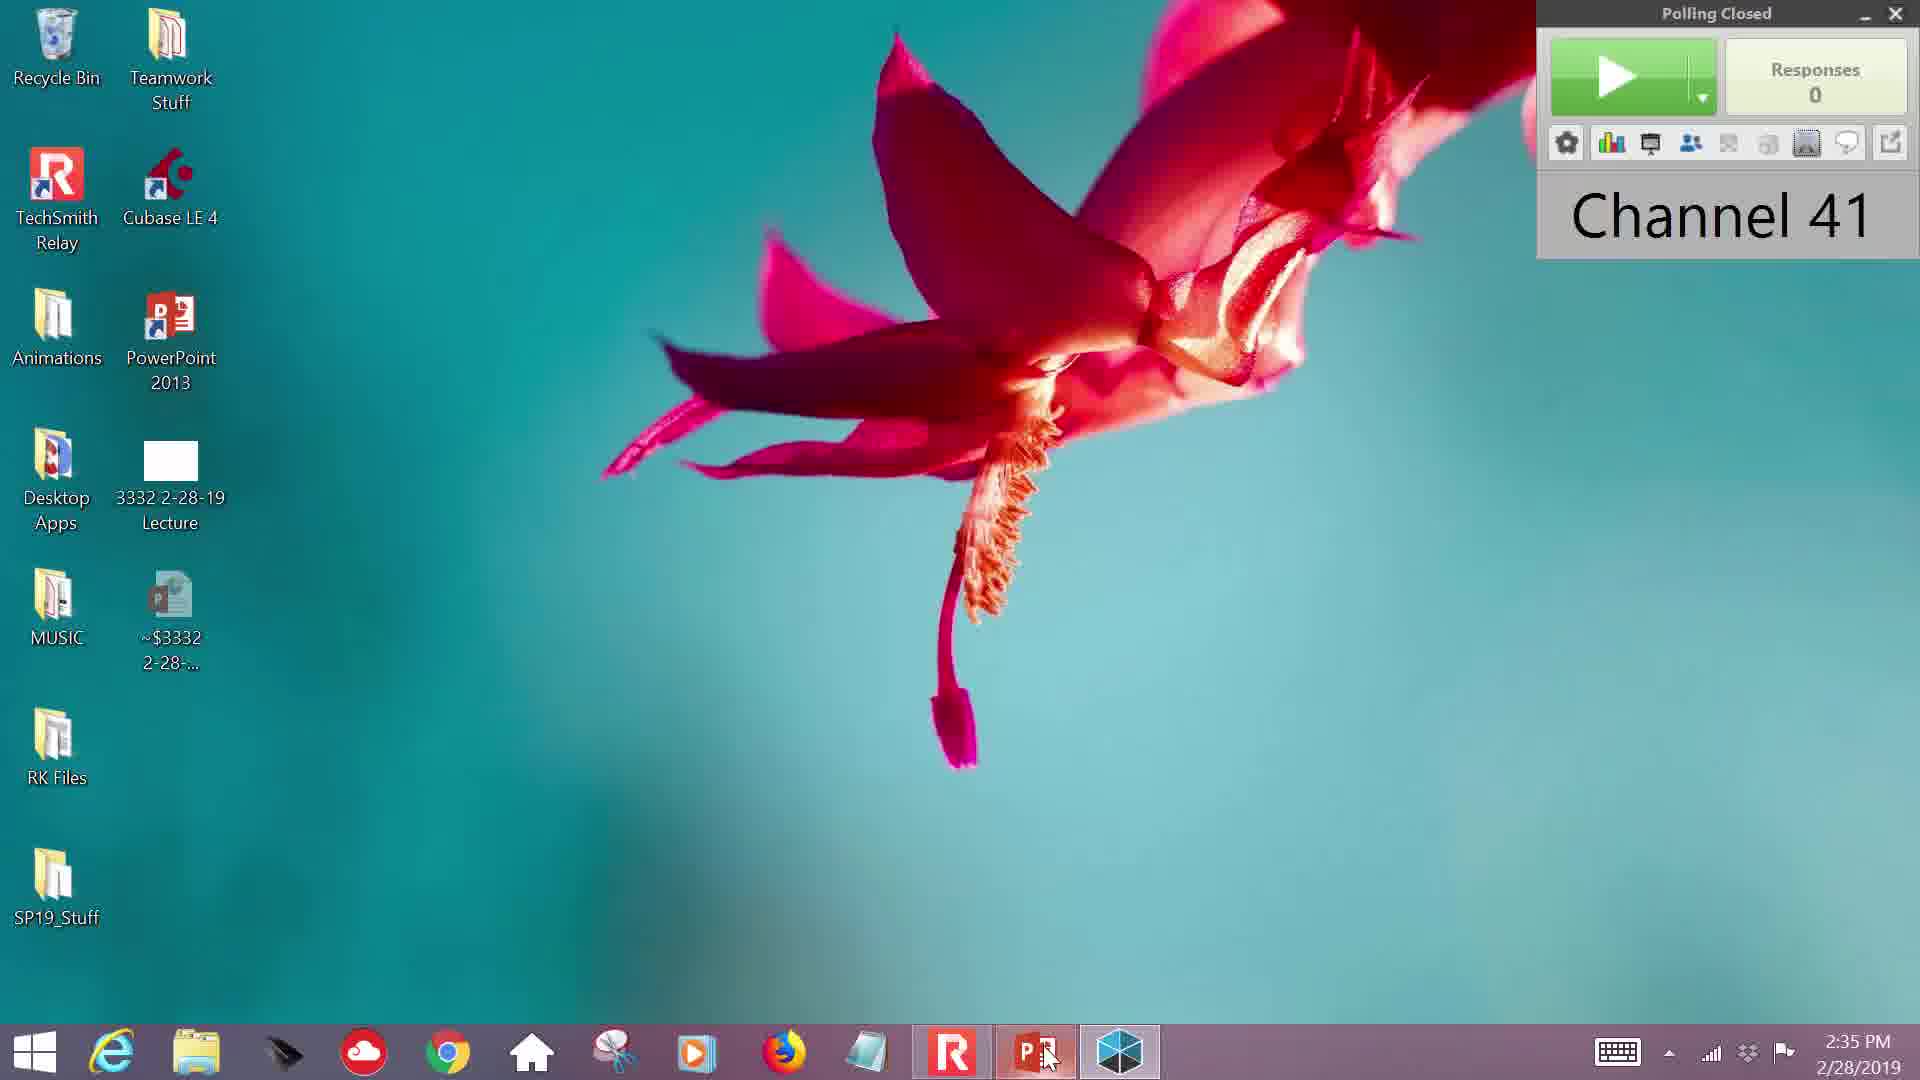 Recycle Bin
Teamwork
Stuff
TechSmith
Relay
Cubase LE 4
Animations
PowerPoint
2013
Desktop
Apps
3332 2-28-19
Lecture
MUSIC
~$3332
2-28-...
RK Files
SP19_Stuff
Polling Closed
Responses
0
Channel 41
2:35 PM
2/28/2019